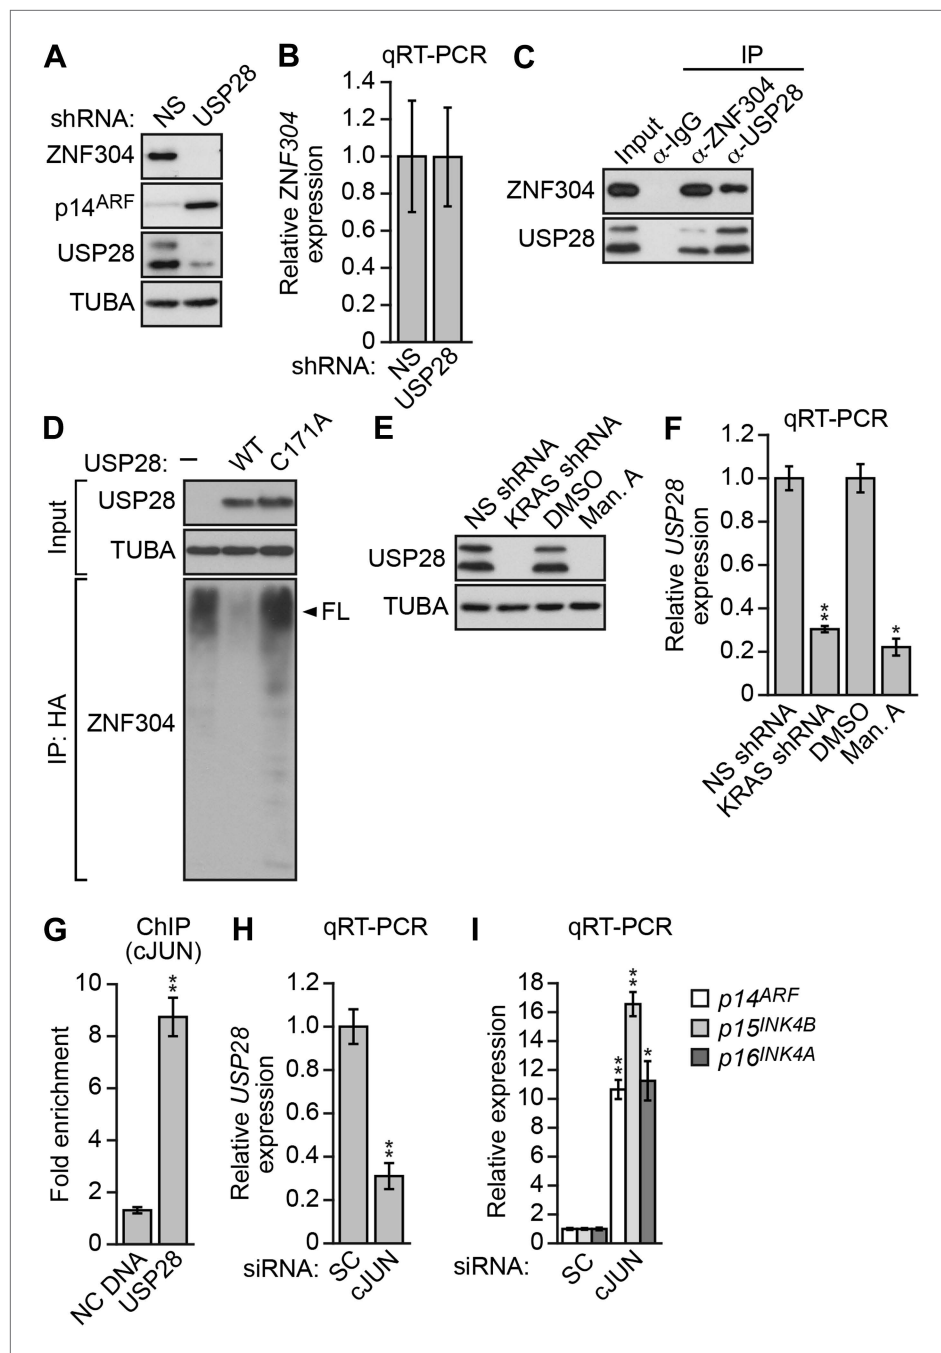 A
shRNA:
NS
USP28
ZNF304
p14ARF
USP28
TUBA
B
qRT-PCR
Relative ZNF304
expression
1.4
1.2
1.0
0.8
0.6
0.4
0.2
0
shRNA:
NS
USP28
C
IP
Input
α-IgG
α-ZNF304
α-USP28
ZNF304
USP28
D
USP28:
–
WT
C171A
Input
USP28
TUBA
IP: HA
ZNF304
FL
E
NS shRNA
KRAS shRNA
DMSO
Man. A
USP28
TUBA
F
qRT-PCR
Relative USP28
expression
1.2
1.0
0.8
0.6
0.4
0.2
0
**
*
NS shRNA
KRAS shRNA
DMSO
Man. A
G
ChIP
(cJUN)
Fold enrichment
10
8
6
4
2
0
**
NC DNA
USP28
H
qRT-PCR
Relative USP28
expression
1.2
1.0
0.8
0.6
0.4
0.2
0
**
siRNA:
SC
cJUN
I
qRT-PCR
Relative expression
18
16
14
12
10
8
6
4
2
0
**
**
*
siRNA:
SC
cJUN
p14ARF
p15INK4B
p16INK4A